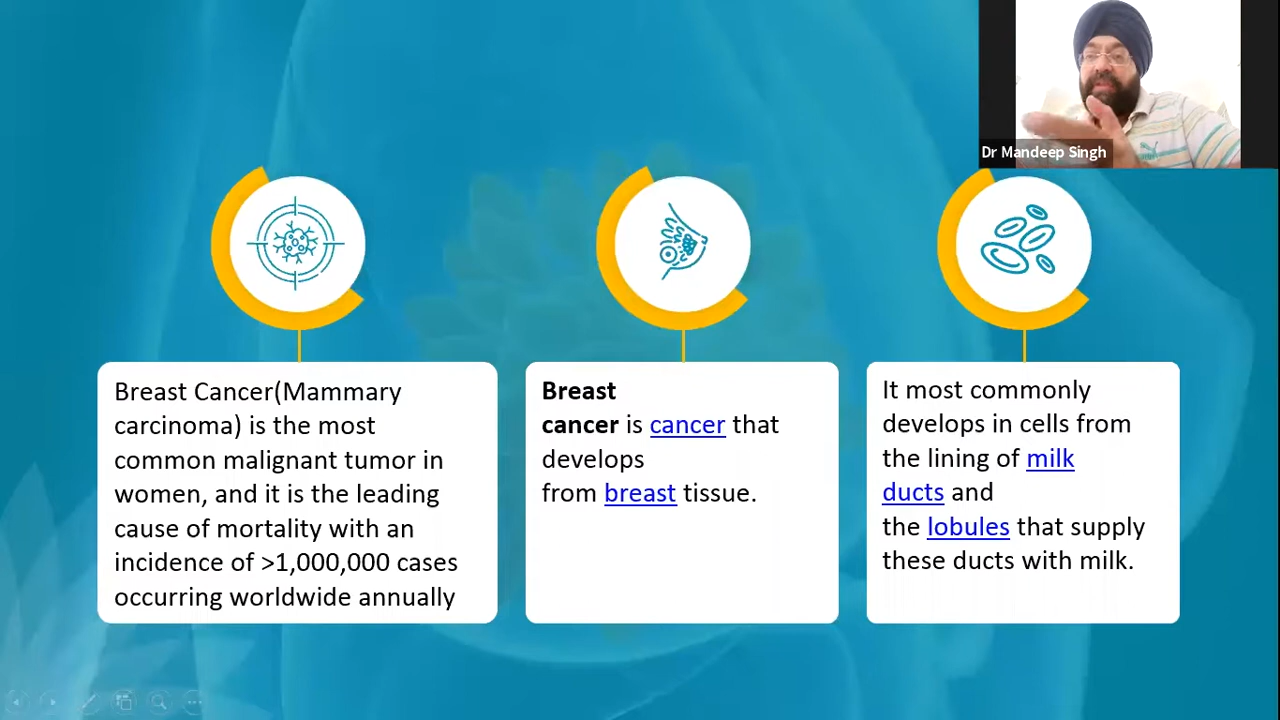 Dr Mandeep Singh
Breast Cancer(Mammary
carcinoma) is the most
common malignant tumor in
women, and it is the leading
cause of mortality with an
incidence of >1,000,000 cases
occurring worldwide annually
Breast
cancer is cancer that
develops
from breast tissue.
It most commonly
develops in cells from
the lining of milk
ducts and
the lobules that supply
these ducts with milk.